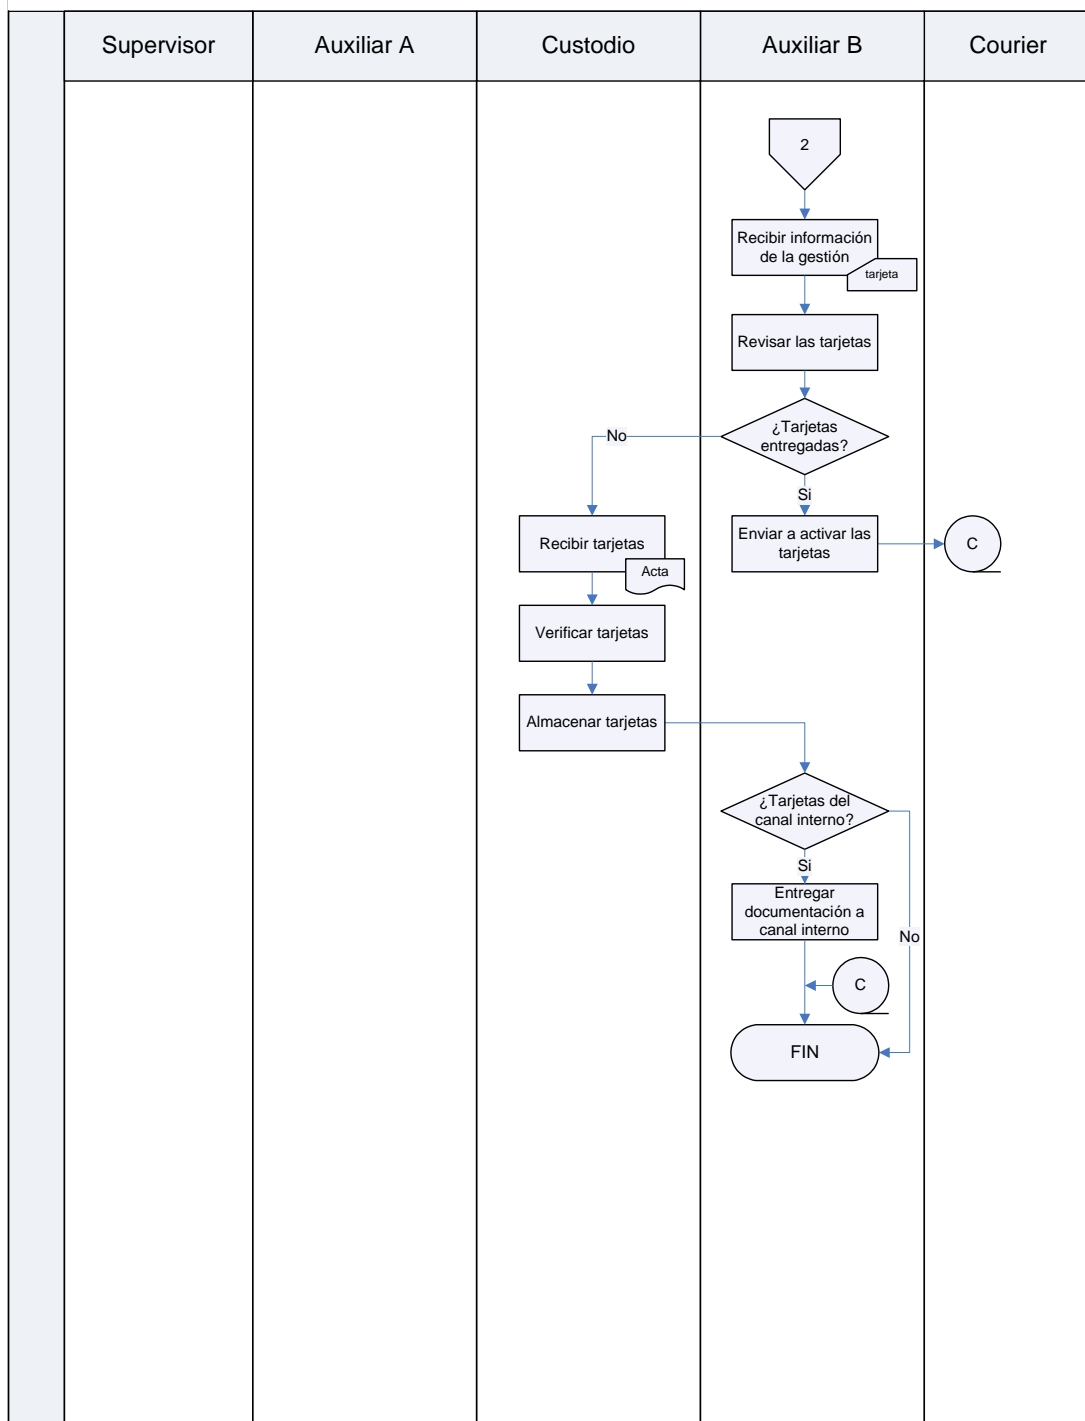 Supervisor
Auxiliar A
Custodio
Auxiliar B
Courier
2
Recibir información
de la gestión
tarjeta
Revisar las tarjetas
¿Tarjetas
entregadas?
No
Si
Recibir tarjetas
Acta
Enviar a activar las
tarjetas
C
Verificar tarjetas
Almacenar tarjetas
¿Tarjetas del
canal interno?
Si
Entregar
documentación a
canal interno
No
C
FIN